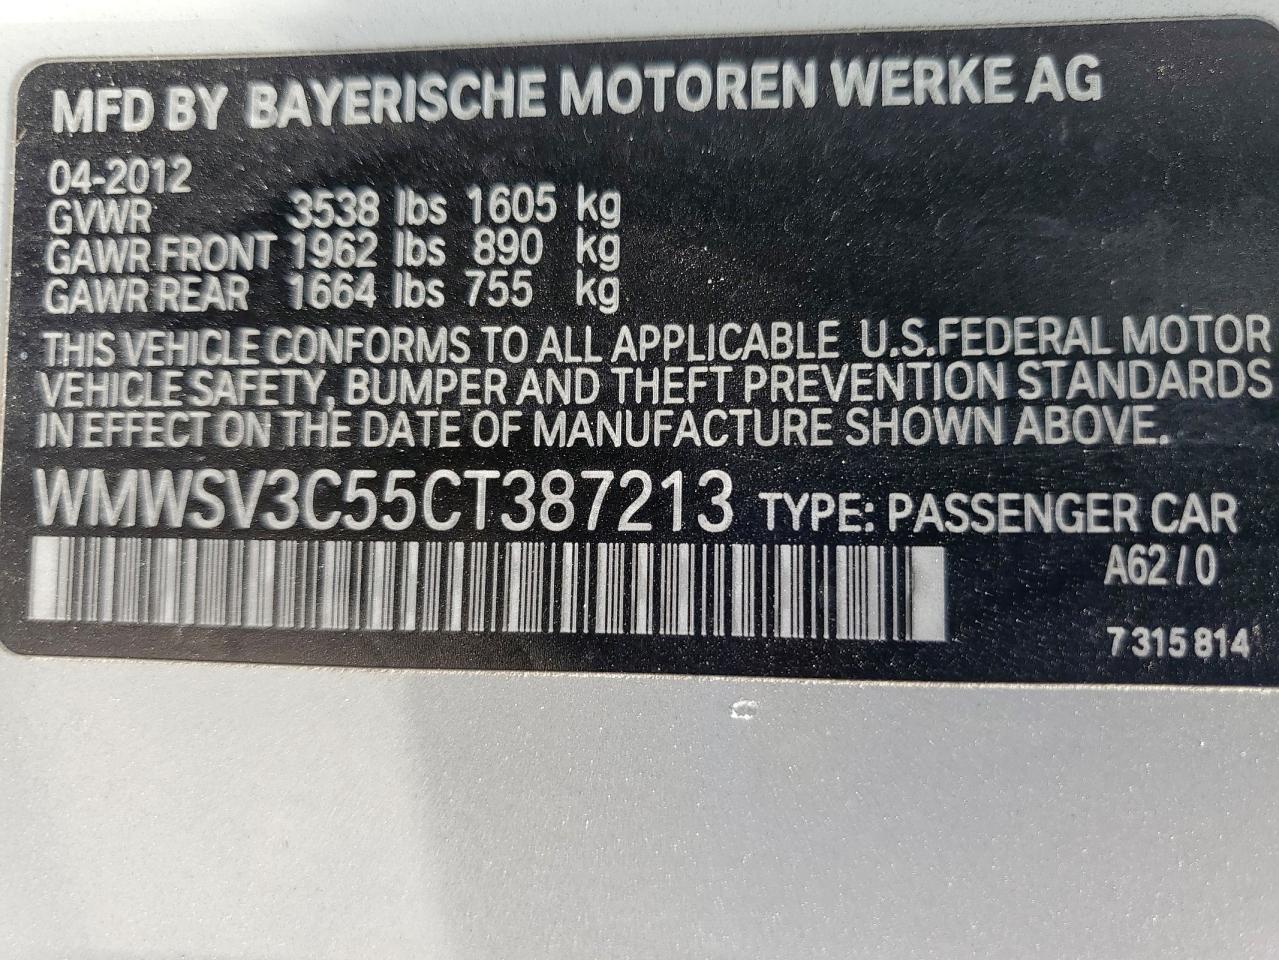 MFD BY BAYERISCHE MOTOREN WERKE AG
04-2012
GVWR 3538 lbs 1605 kg
GAWR FRONT 1962 lbs 890 kg
GAWR REAR 1664 lbs 755 kg
THIS VEHICLE CONFORMS TO ALL APPLICABLE U.S.FEDERAL MOTOR
VEHICLE SAFETY, BUMPER AND THEFT PREVENTION STANDARDS
IN EFFECT ON THE DATE OF MANUFACTURE SHOWN ABOVE.
WMWSV3C55CT387213 TYPE: PASSENGER CAR
A62/0
7 315 814